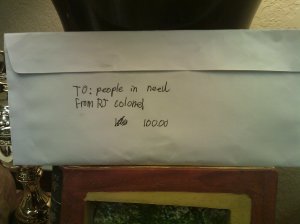 TO: people in need
From RJ colonel
100.00